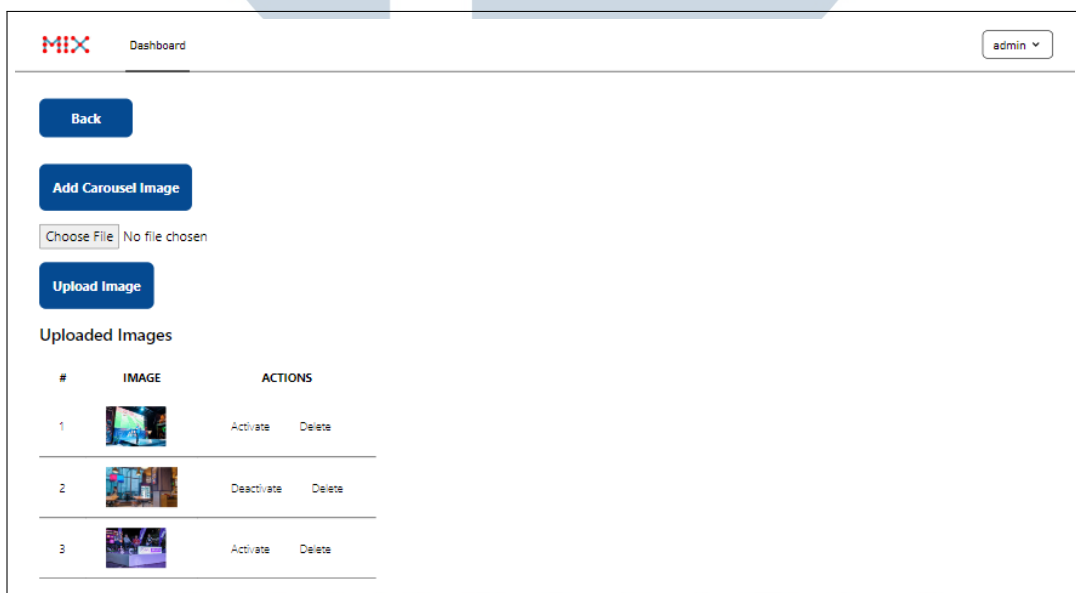 MIX Dashboard admin
Back
Add Carousel Image
Choose File No file chosen
Upload Image
Uploaded Images
# IMAGE ACTIONS
1 Activate Delete
2 Deactivate Delete
3 Activate Delete